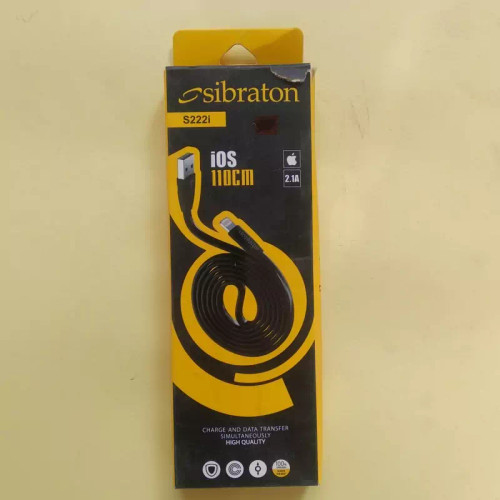 sibraton
S222i
iOS
110CM
2.1A
CHARGE AND DATA TRANSFER
SIMULTANEOUSLY
HIGH QUALITY